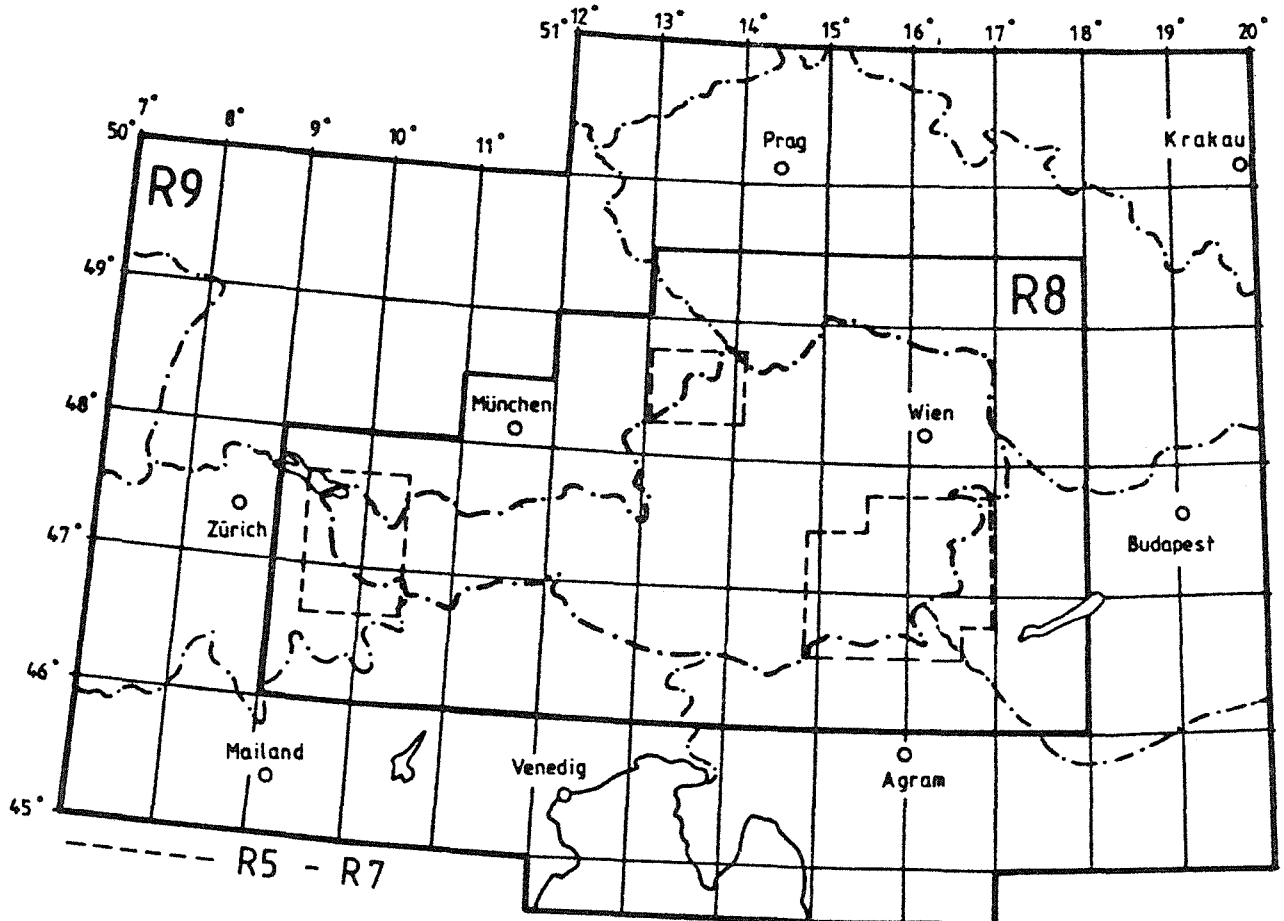 51° 12° 13° 14° 15° 16° 17° 18° 19° 20°
50° 7° 8° 9° 10° 11°
Prag
Krakau
R9
49°
R8
48°
München
Wien
Zürich
47°
Budapest
46°
Mailand
Venedig
Agram
45°
R5 - R7